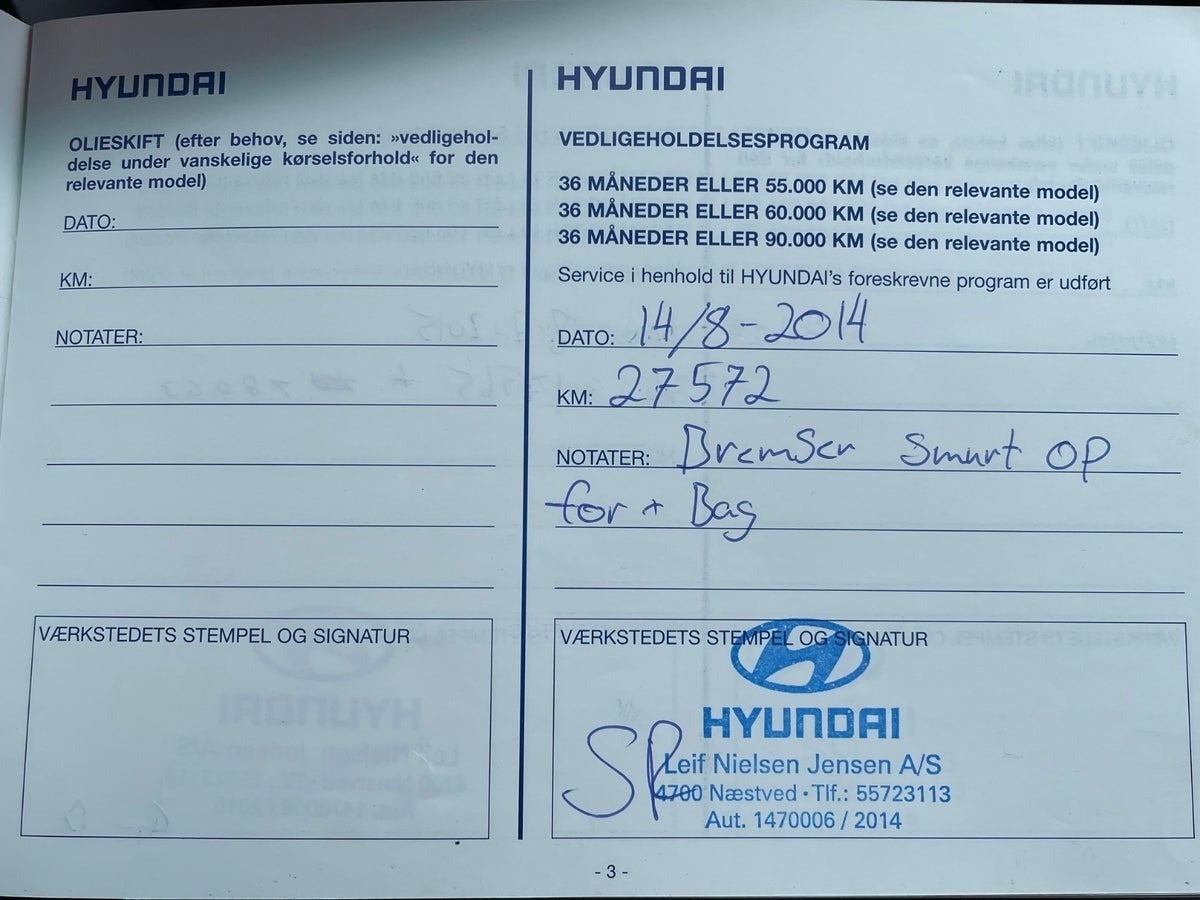 HYUNDAI
OLIESKIFT (efter behov, se siden: »vedligehol-
delse under vanskelige kørselsforhold« for den
relevante model)
DATO:
KM:
NOTATER:
VÆRKSTEDETS STEMPEL OG SIGNATUR
HYUNDAI
VEDLIGEHOLDELSESPROGRAM
36 MÅNEDER ELLER 55.000 KM (se den relevante model)
36 MÅNEDER ELLER 60.000 KM (se den relevante model)
36 MÅNEDER ELLER 90.000 KM (se den relevante model)
Service i henhold til HYUNDAI's foreskrevne program er udført
DATO: 14/8-2014
KM: 27572
NOTATER: Bremser Smurt OP
for + Bag
VÆRKSTEDETS STEMPEL OG SIGNATUR
HYUNDAI
Leif Nielsen Jensen A/S
4700 Næstved · Tlf.: 55723113
Aut. 1470006 / 2014
- 3 -